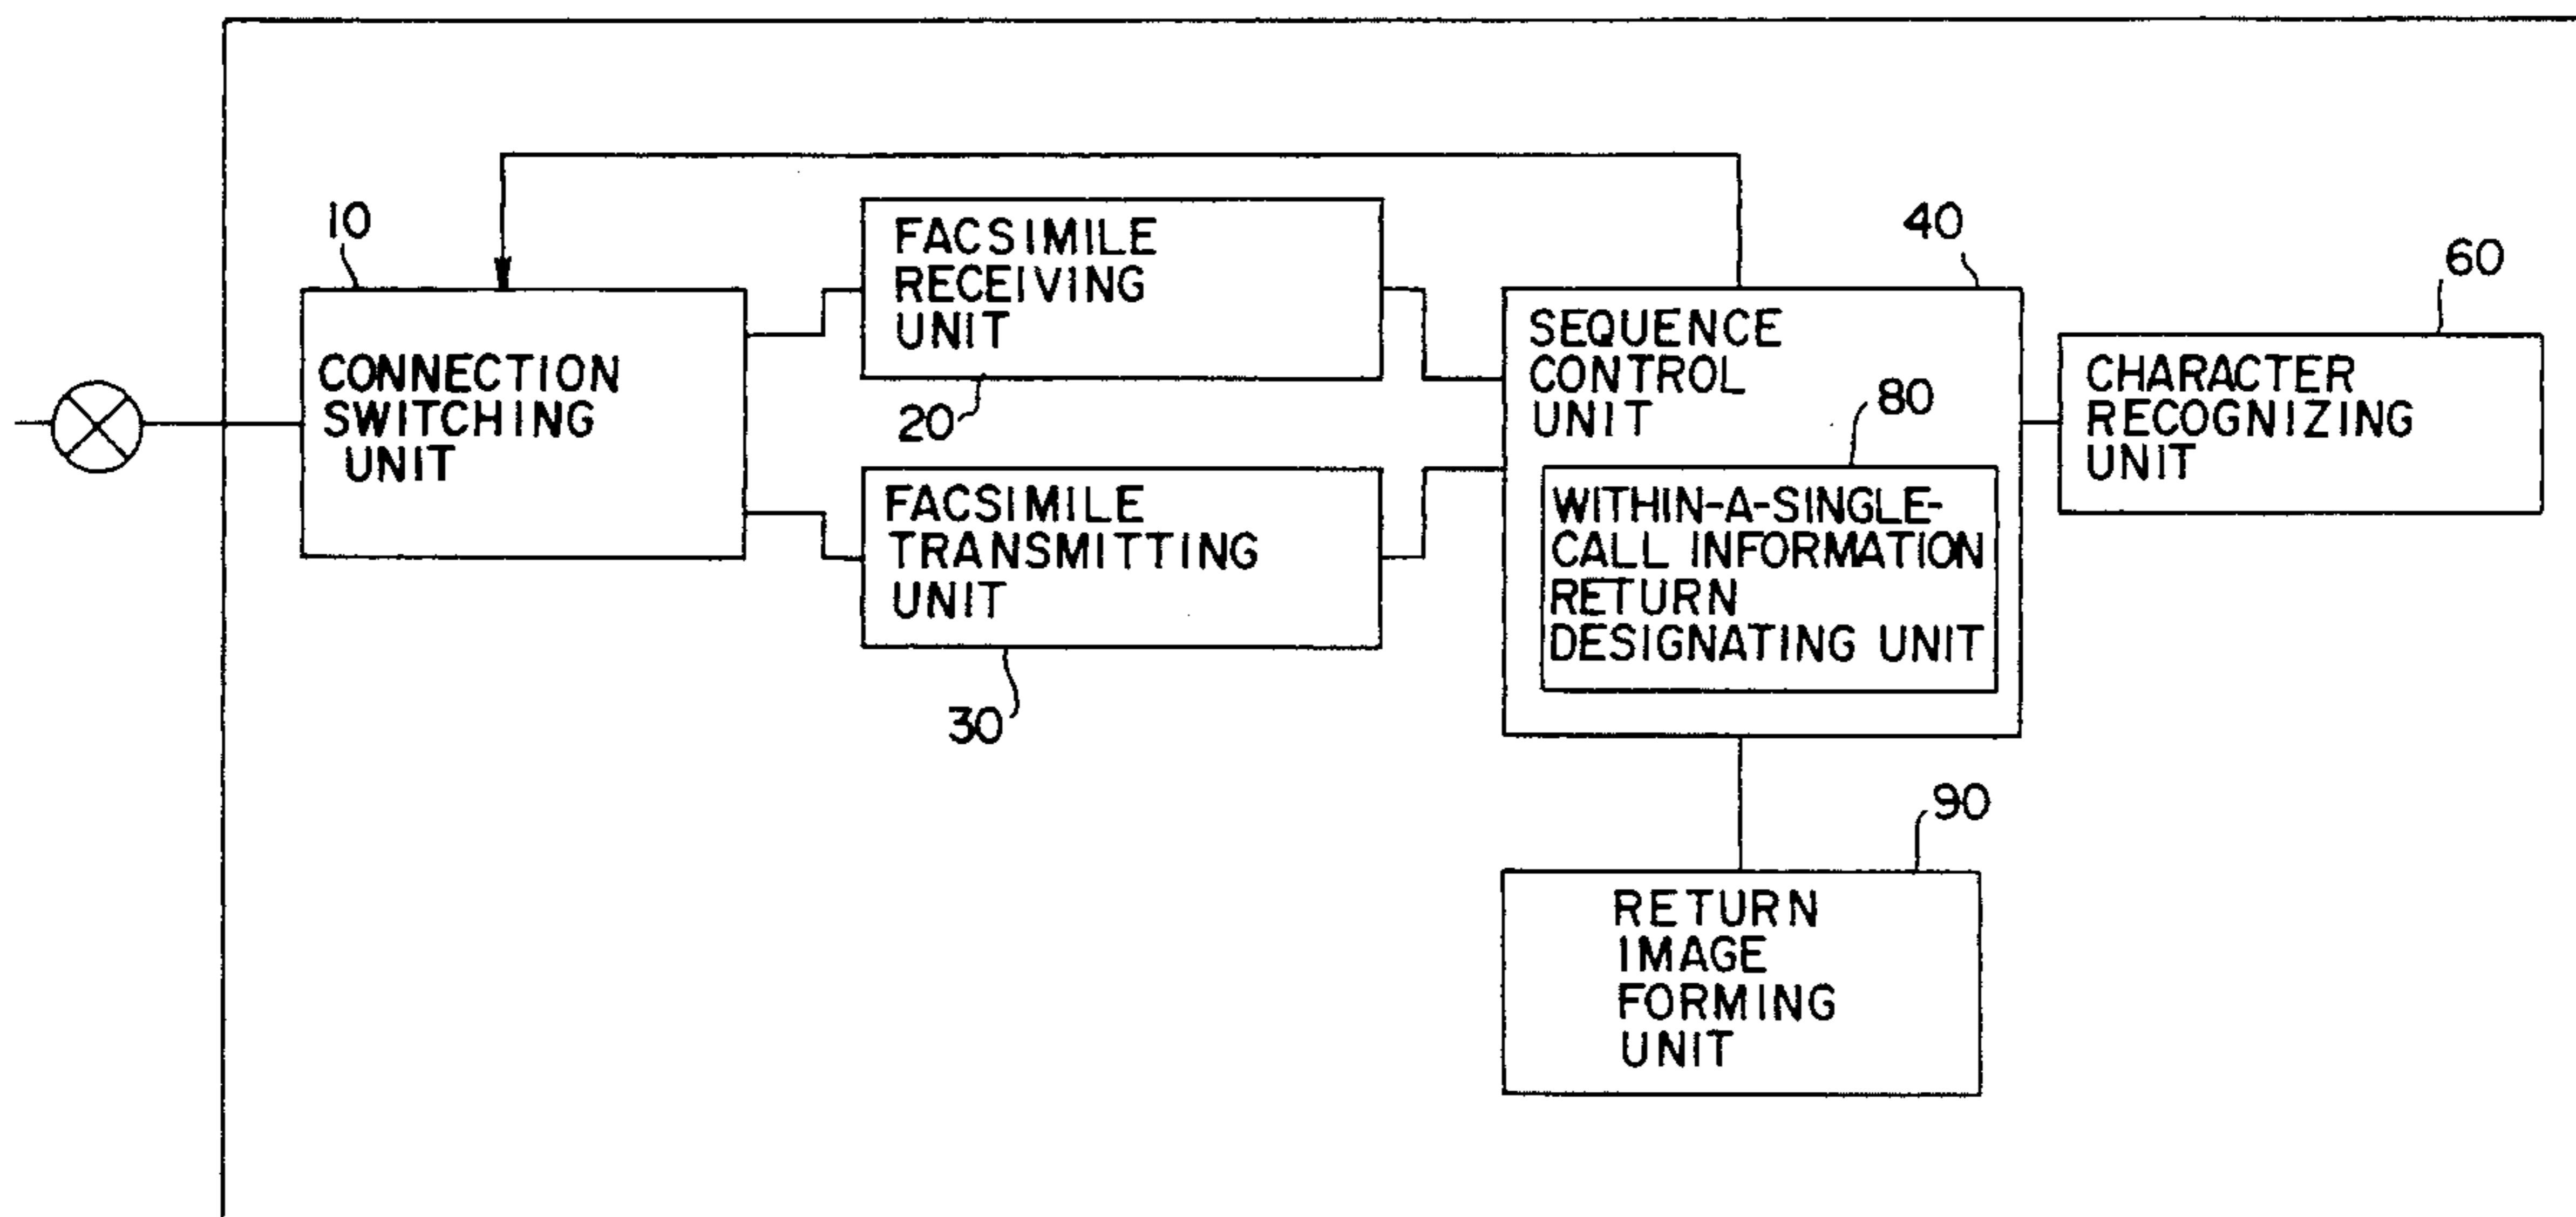 10
CONNECTION
SWITCHING
UNIT
FACSIMILE
RECEIVING
UNIT
20
FACSIMILE
TRANSMITTING
UNIT
30
40
SEQUENCE
CONTROL
UNIT
80
WITHIN-A-SINGLE-
CALL INFORMATION
RETURN
DESIGNATING UNIT
60
CHARACTER
RECOGNIZING
UNIT
90
RETURN
IMAGE
FORMING
UNIT